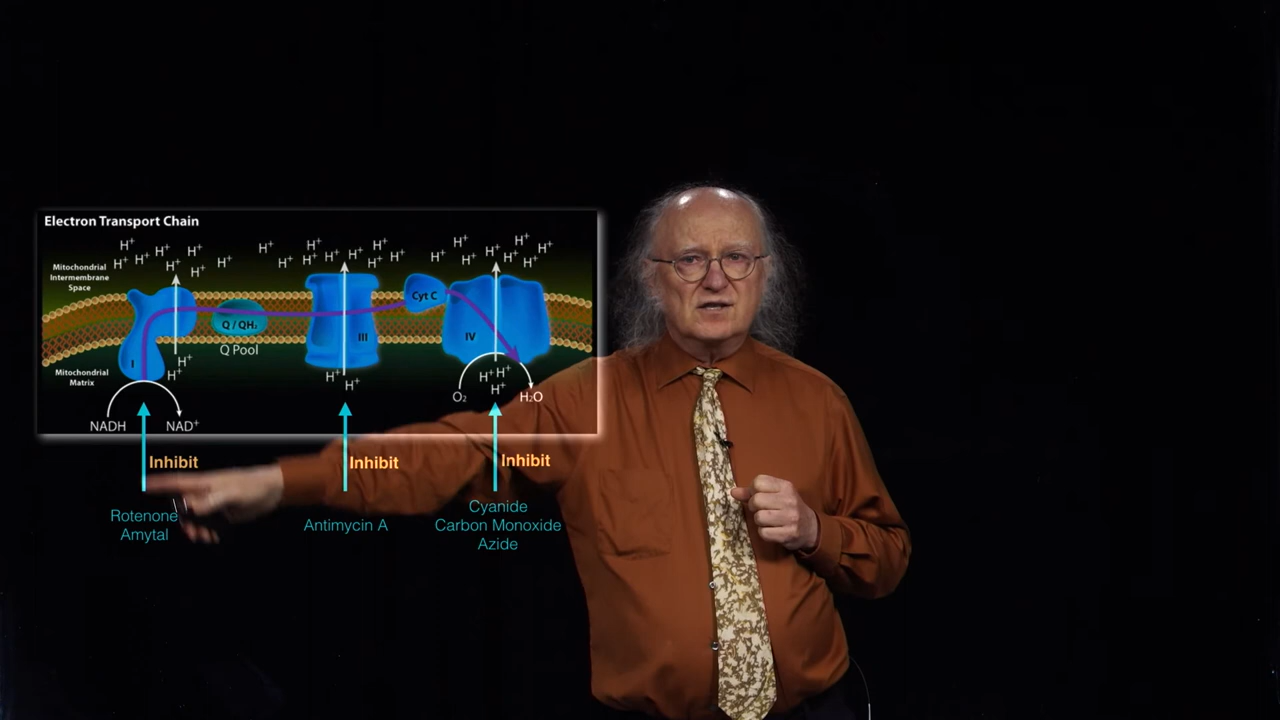 Electron Transport Chain
H⁺ H⁺ H⁺ H⁺ H⁺ H⁺ H⁺ H⁺ H⁺ H⁺ H⁺ H⁺ H⁺ H⁺ H⁺ H⁺ H⁺ H⁺ H⁺ H⁺ H⁺ H⁺ H⁺ H⁺
Mitochondrial
Intermembrane
Space
Cyt C
Q / QH₂
I
III
IV
Q Pool
H⁺
H⁺
H⁺ H⁺
H⁺ H⁺
H⁺
Mitochondrial
Matrix
O₂ H₂O
NADH NAD⁺
Inhibit Inhibit Inhibit
Rotenone
Amytal
Antimycin A
Cyanide
Carbon Monoxide
Azide